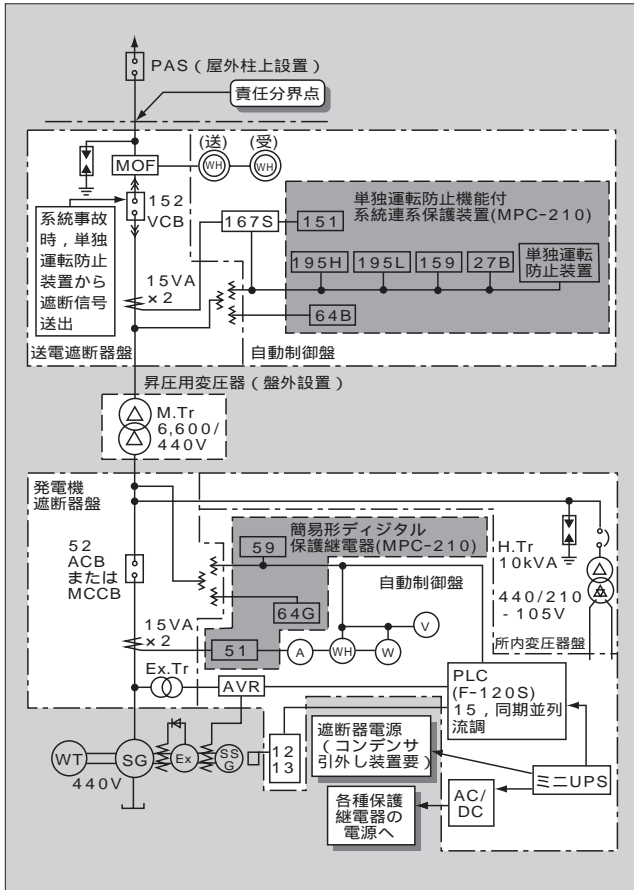 PAS（屋外柱上設置）
責任分界点
(送)
(受)
MOF
WH
WH
152
VCB
系統事故
時，単独
運転防止
装置から
遮断信号
送出
15VA
×2
167S
単独運転防止機能付
系統連系保護装置(MPC-210)
151
195H
195L
159
27B
単独運転
防止装置
64B
送電遮断器盤
自動制御盤
昇圧用変圧器（盤外設置）
M.Tr
6,600/
440V
発電機
遮断器盤
52
ACB
または
MCCB
簡易形ディジタル
保護継電器(MPC-210)
59
64G
自動制御盤
H.Tr
10kVA
440/210
-105V
所内変圧器盤
15VA
×2
51
A
WH
W
V
Ex.Tr
AVR
PLC
(F-120S)
15，同期並列
流調
WT
SG
Ex
SS
G
12
13
440V
遮断器電源
（コンデンサ
引外し装置要）
ミニUPS
各種保護
継電器の
電源へ
AC/
DC